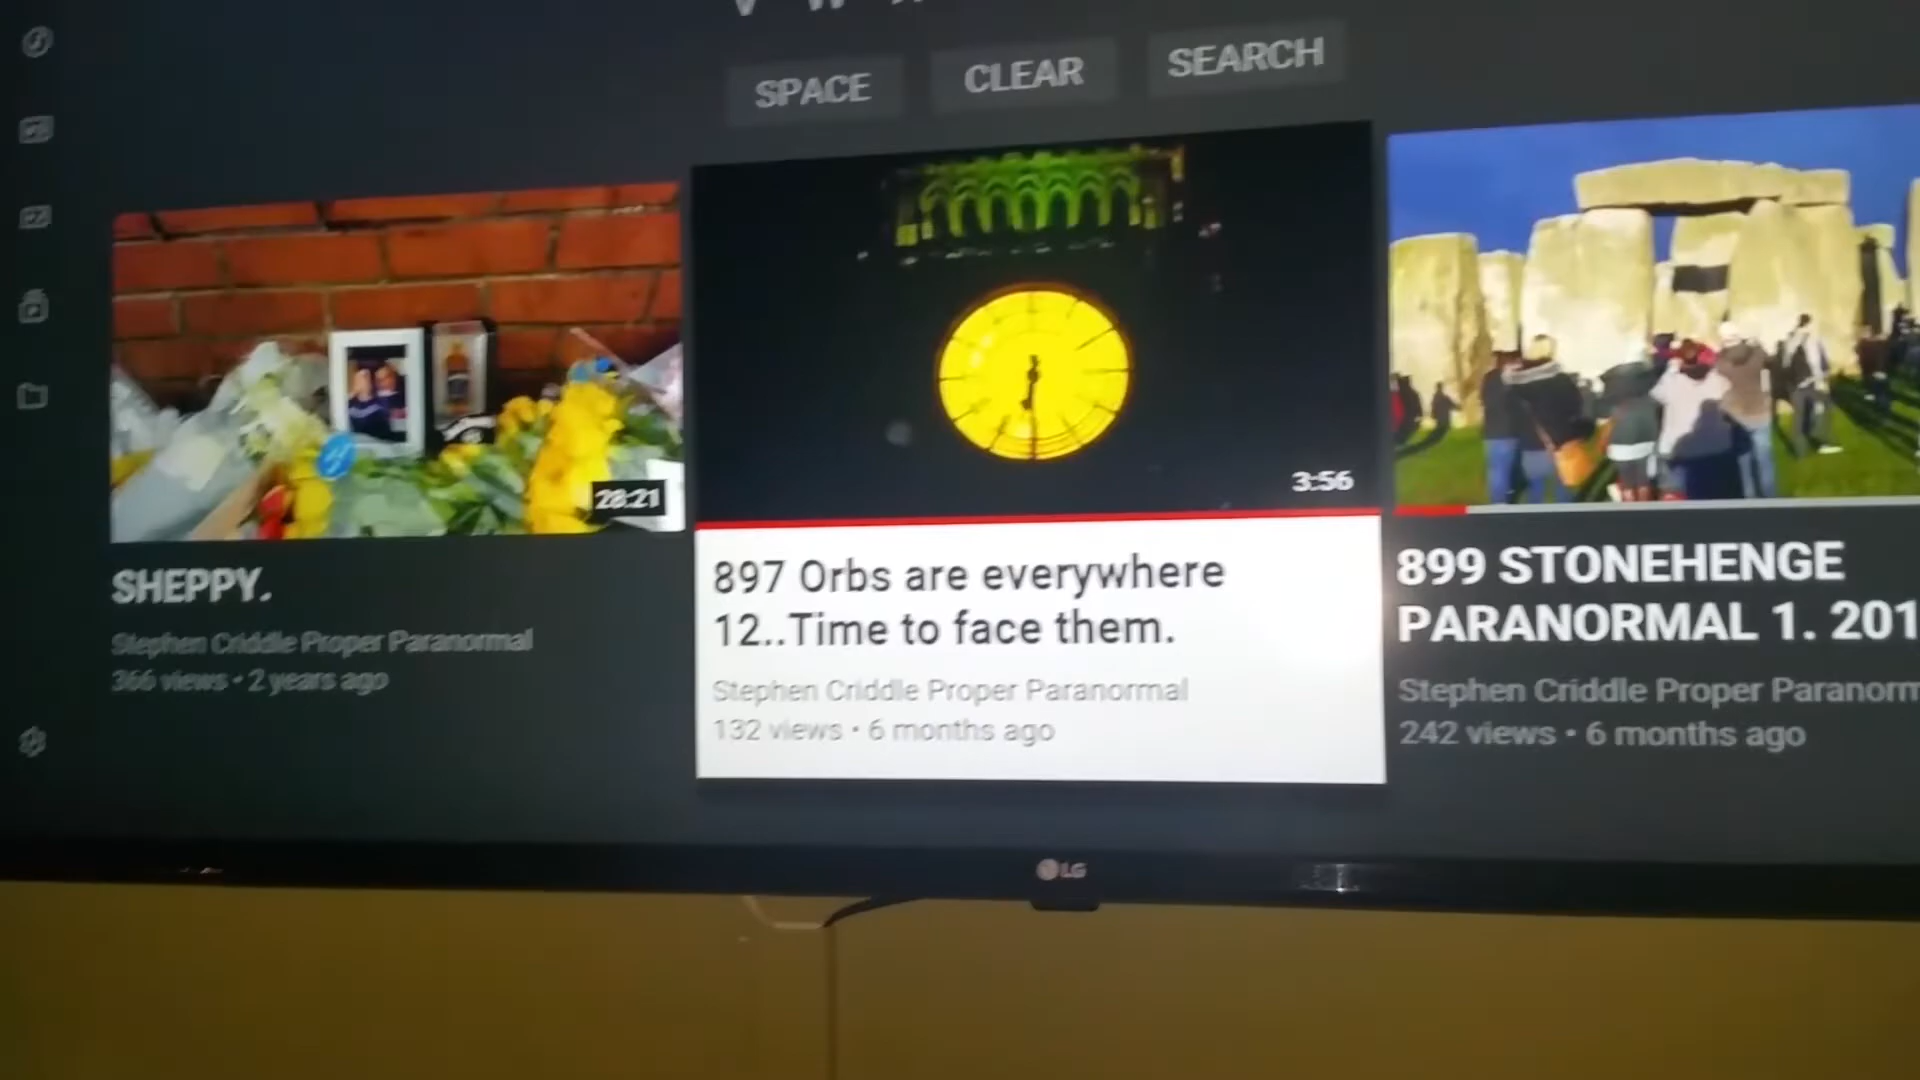 SPACE CLEAR SEARCH
28:21
3:56
SHEPPY.
Stephen Criddle Proper Paranormal
366 views • 2 years ago
897 Orbs are everywhere
12..Time to face them.
Stephen Criddle Proper Paranormal
132 views • 6 months ago
899 STONEHENGE
PARANORMAL 1. 201
Stephen Criddle Proper Paranorm
242 views • 6 months ago
LG